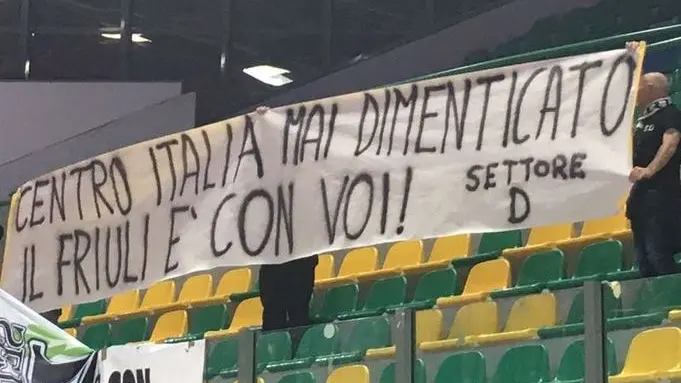 CENTRO ITALIA MAI DIMENTICATO
IL FRIULI È CON VOI!
SETTORE
D